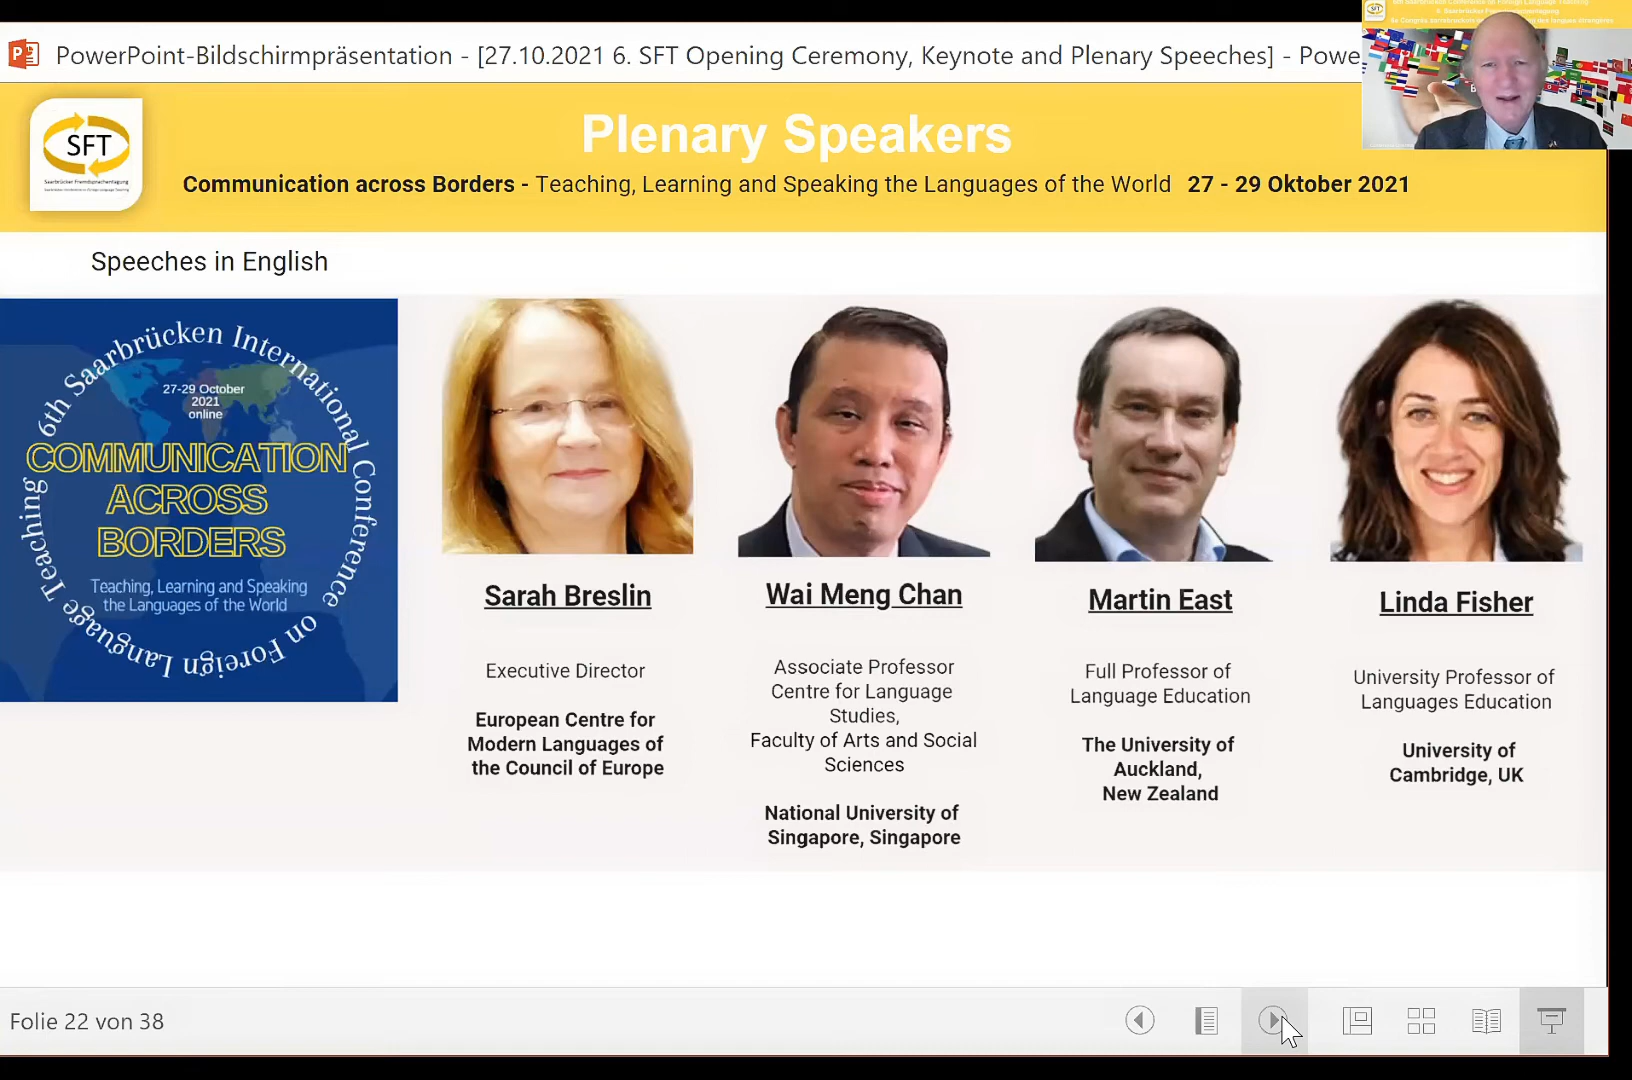 PowerPoint-Bildschirmpräsentation - [27.10.2021 6. SFT Opening Ceremony, Keynote and Plenary Speeches] - Powe
SFT
Saarbrücker Fremdsprachentagung
Plenary Speakers
Communication across Borders - Teaching, Learning and Speaking the Languages of the World 27 - 29 Oktober 2021
Speeches in English
6th Saarbrücken International Conference on Foreign Language Teaching
27-29 October
2021
online
COMMUNICATION
ACROSS
BORDERS
Teaching, Learning and Speaking
the Languages of the World
Sarah Breslin
Executive Director
European Centre for
Modern Languages of
the Council of Europe
Wai Meng Chan
Associate Professor
Centre for Language
Studies,
Faculty of Arts and Social
Sciences
National University of
Singapore, Singapore
Martin East
Full Professor of
Language Education
The University of
Auckland,
New Zealand
Linda Fisher
University Professor of
Languages Education
University of
Cambridge, UK
Folie 22 von 38